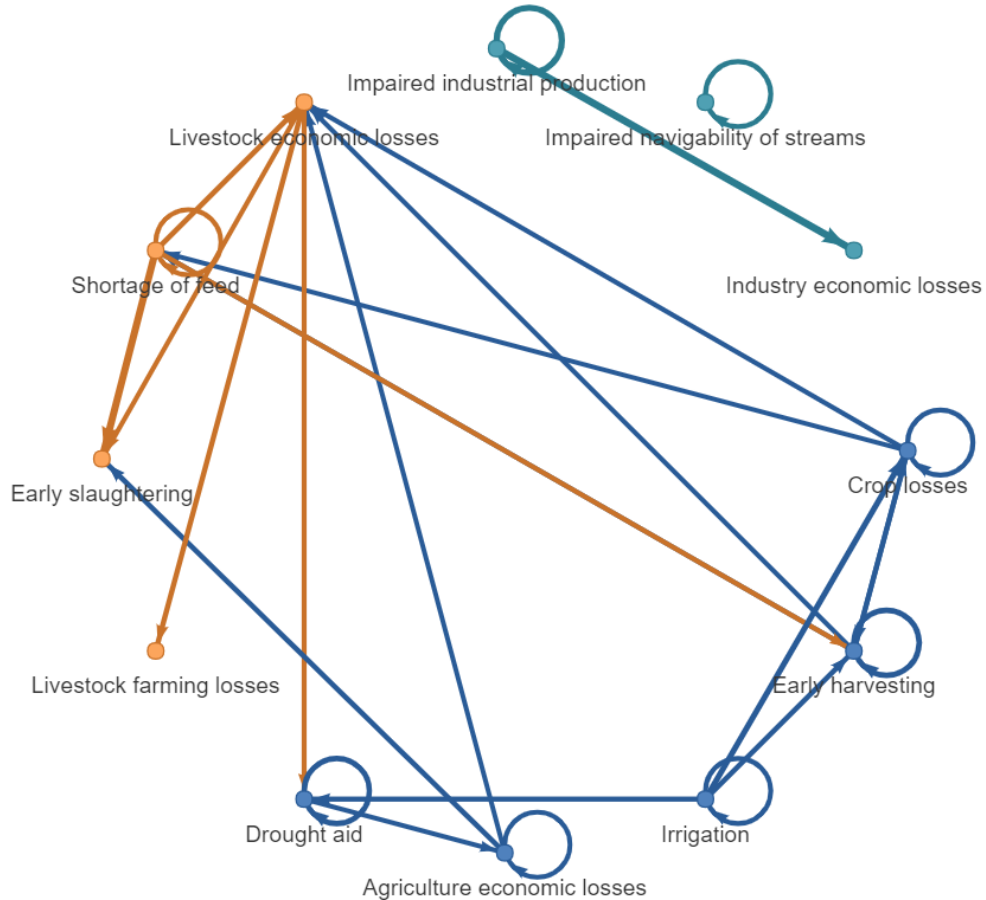 Impaired industrial production
Livestock economic losses
Impaired navigability of streams
Shortage of feed
Industry economic losses
Early slaughtering
Crop losses
Livestock farming losses
Early harvesting
Drought aid
Irrigation
Agriculture economic losses